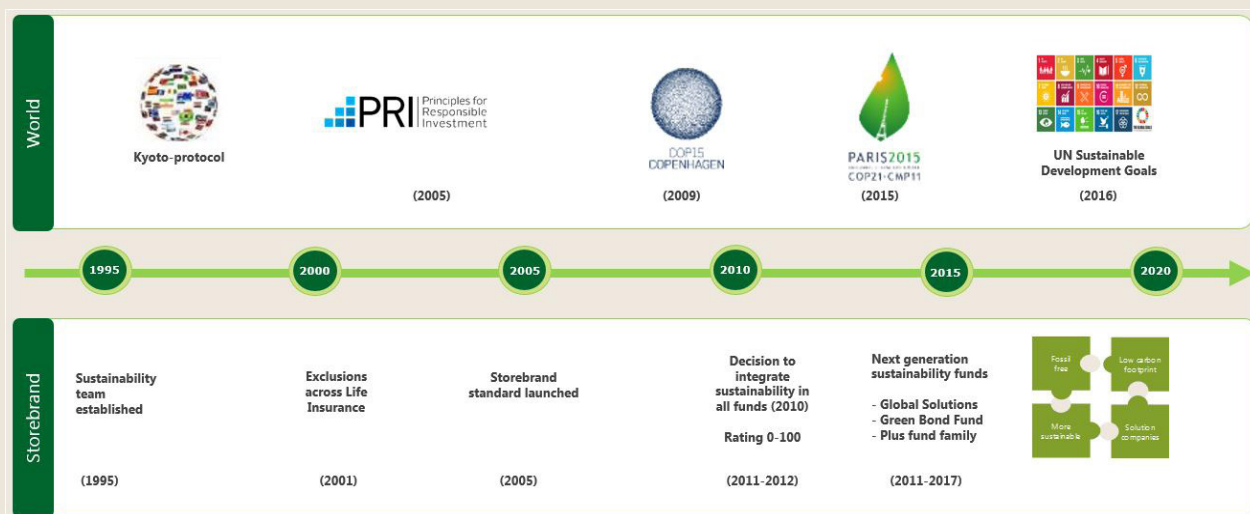 World
Kyoto-protocol
PRI
Principles for
Responsible
Investment
(2005)
COP15
COPENHAGEN
(2009)
PARIS2015
COP21·CMP11
(2015)
UN Sustainable
Development Goals
(2016)
1995
2000
2005
2010
2015
2020
Storebrand
Sustainability
team
established
(1995)
Exclusions
across Life
Insurance
(2001)
Storebrand
standard launched
(2005)
Decision to
integrate
sustainability in
all funds (2010)
Rating 0-100
(2011-2012)
Next generation
sustainability funds
- Global Solutions
- Green Bond Fund
- Plus fund family
(2011-2017)
Fossil
free
Low carbon
footprint
More
sustainable
Solution
companies